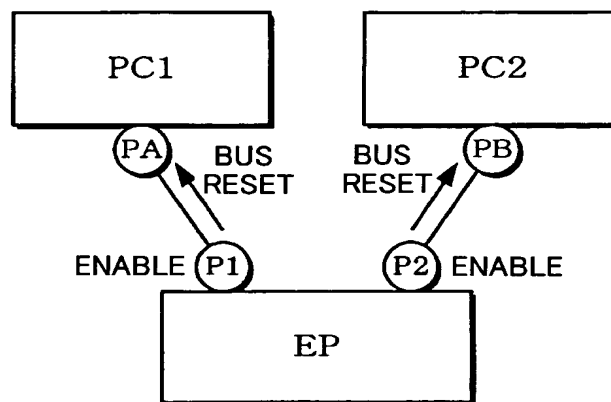 PC1
PC2
PA
PB
BUS
RESET
BUS
RESET
ENABLE
P1
P2
ENABLE
EP